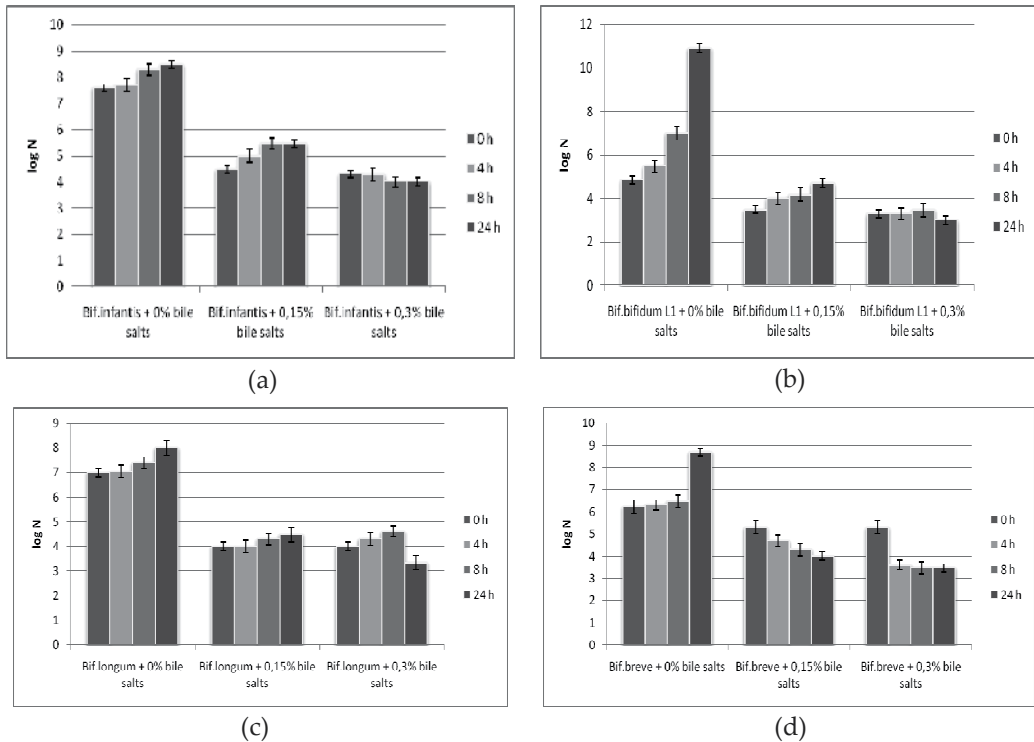 10
9
8
7
6
5
4
3
2
1
0
log N
Bif.infantis + 0% bile
salts
Bif.infantis + 0,15%
bile salts
Bif.infantis + 0,3% bile
salts
0 h
4 h
8 h
24 h
(a)
12
10
8
6
4
2
0
log N
Bif.bifidum L1 + 0% bile
salts
Bif.bifidum L1 + 0,15%
bile salts
Bif.bifidum L1 + 0,3%
bile salts
0 h
4 h
8 h
24 h
(b)
9
8
7
6
5
4
3
2
1
0
log N
Bif.longum + 0% bile
salts
Bif.longum + 0,15% bile
salts
Bif.longum + 0,3% bile
salts
0 h
4 h
8 h
24 h
(c)
10
9
8
7
6
5
4
3
2
1
0
log N
Bif.breve + 0% bile salts
Bif.breve + 0,15% bile
salts
Bif.breve + 0,3% bile
salts
0 h
4 h
8 h
24 h
(d)